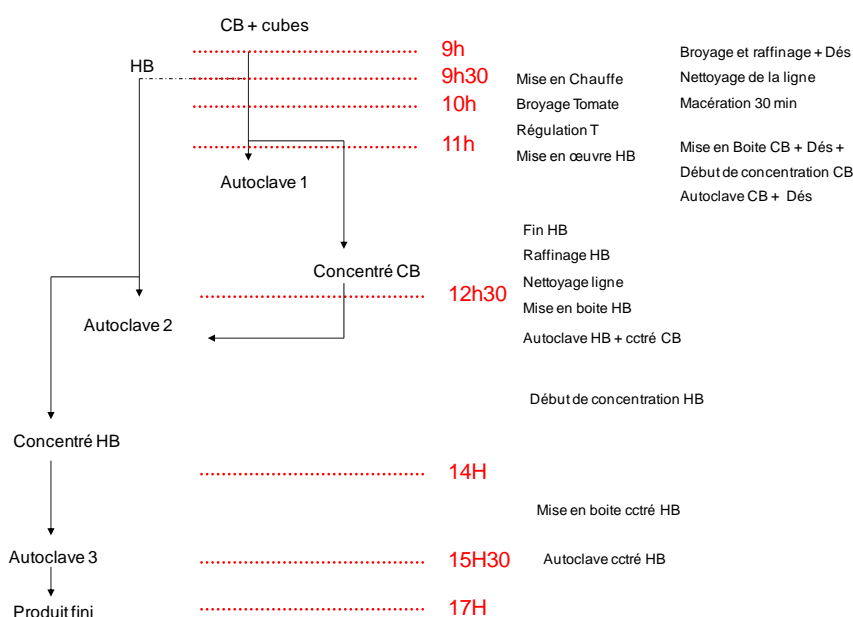 CB + cubes
9h
Broyage et raffinage + Dés
HB
9h30
Mise en Chauffe
Nettoyage de la ligne
10h
Broyage Tomate
Macération 30 min
Régulation T
11h
Mise en œuvre HB
Mise en Boite CB + Dés +
Début de concentration CB
Autoclave 1
Autoclave CB + Dés
Fin HB
Raffinage HB
Concentré CB
Nettoyage ligne
12h30
Mise en boite HB
Autoclave 2
Autoclave HB + cctré CB
Début de concentration HB
Concentré HB
14H
Mise en boite cctré HB
Autoclave 3
15H30
Autoclave cctré HB
17H
Produit fini